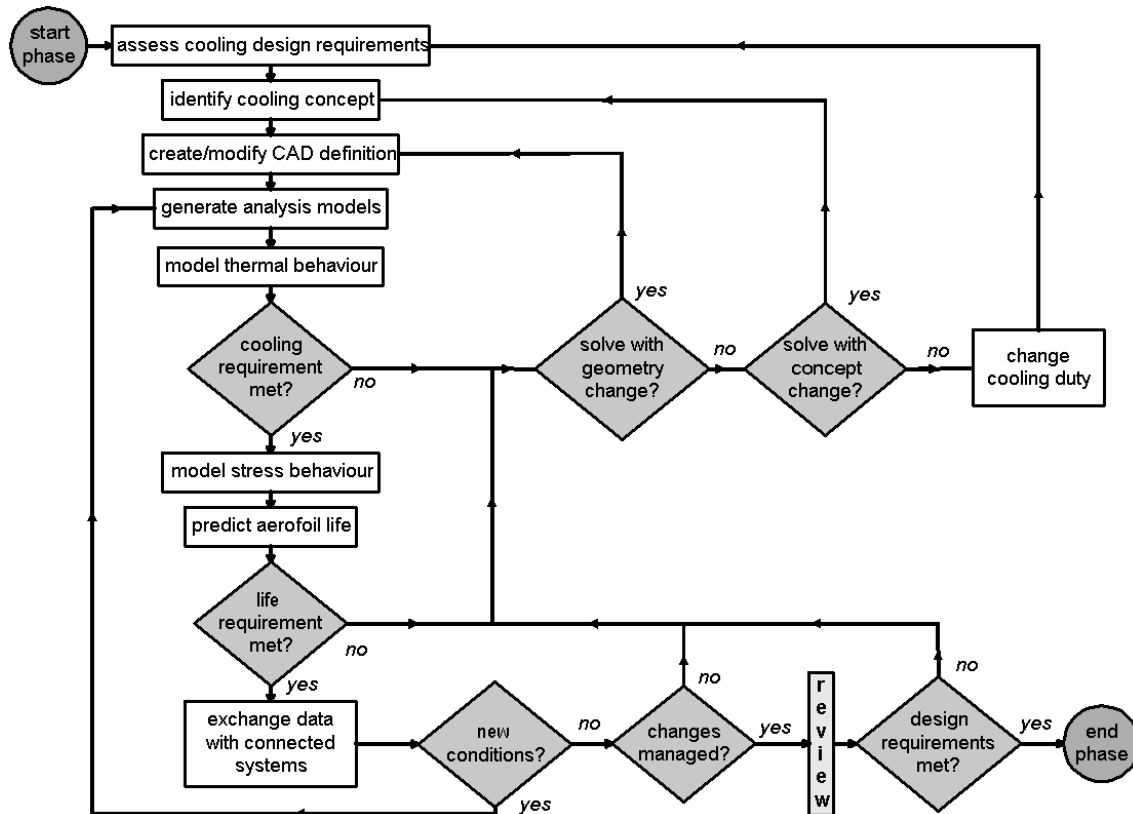 start
phase
assess cooling design requirements
identify cooling concept
create/modify CAD definition
generate analysis models
model thermal behaviour
cooling
requirement
met?
no
yes
solve with
geometry
change?
yes
no
solve with
concept
change?
yes
no
change
cooling duty
model stress behaviour
predict aerofoil life
life
requirement
met?
no
yes
exchange data
with connected
systems
new
conditions?
no
yes
changes
managed?
no
yes
review
design
requirements
met?
no
yes
end
phase